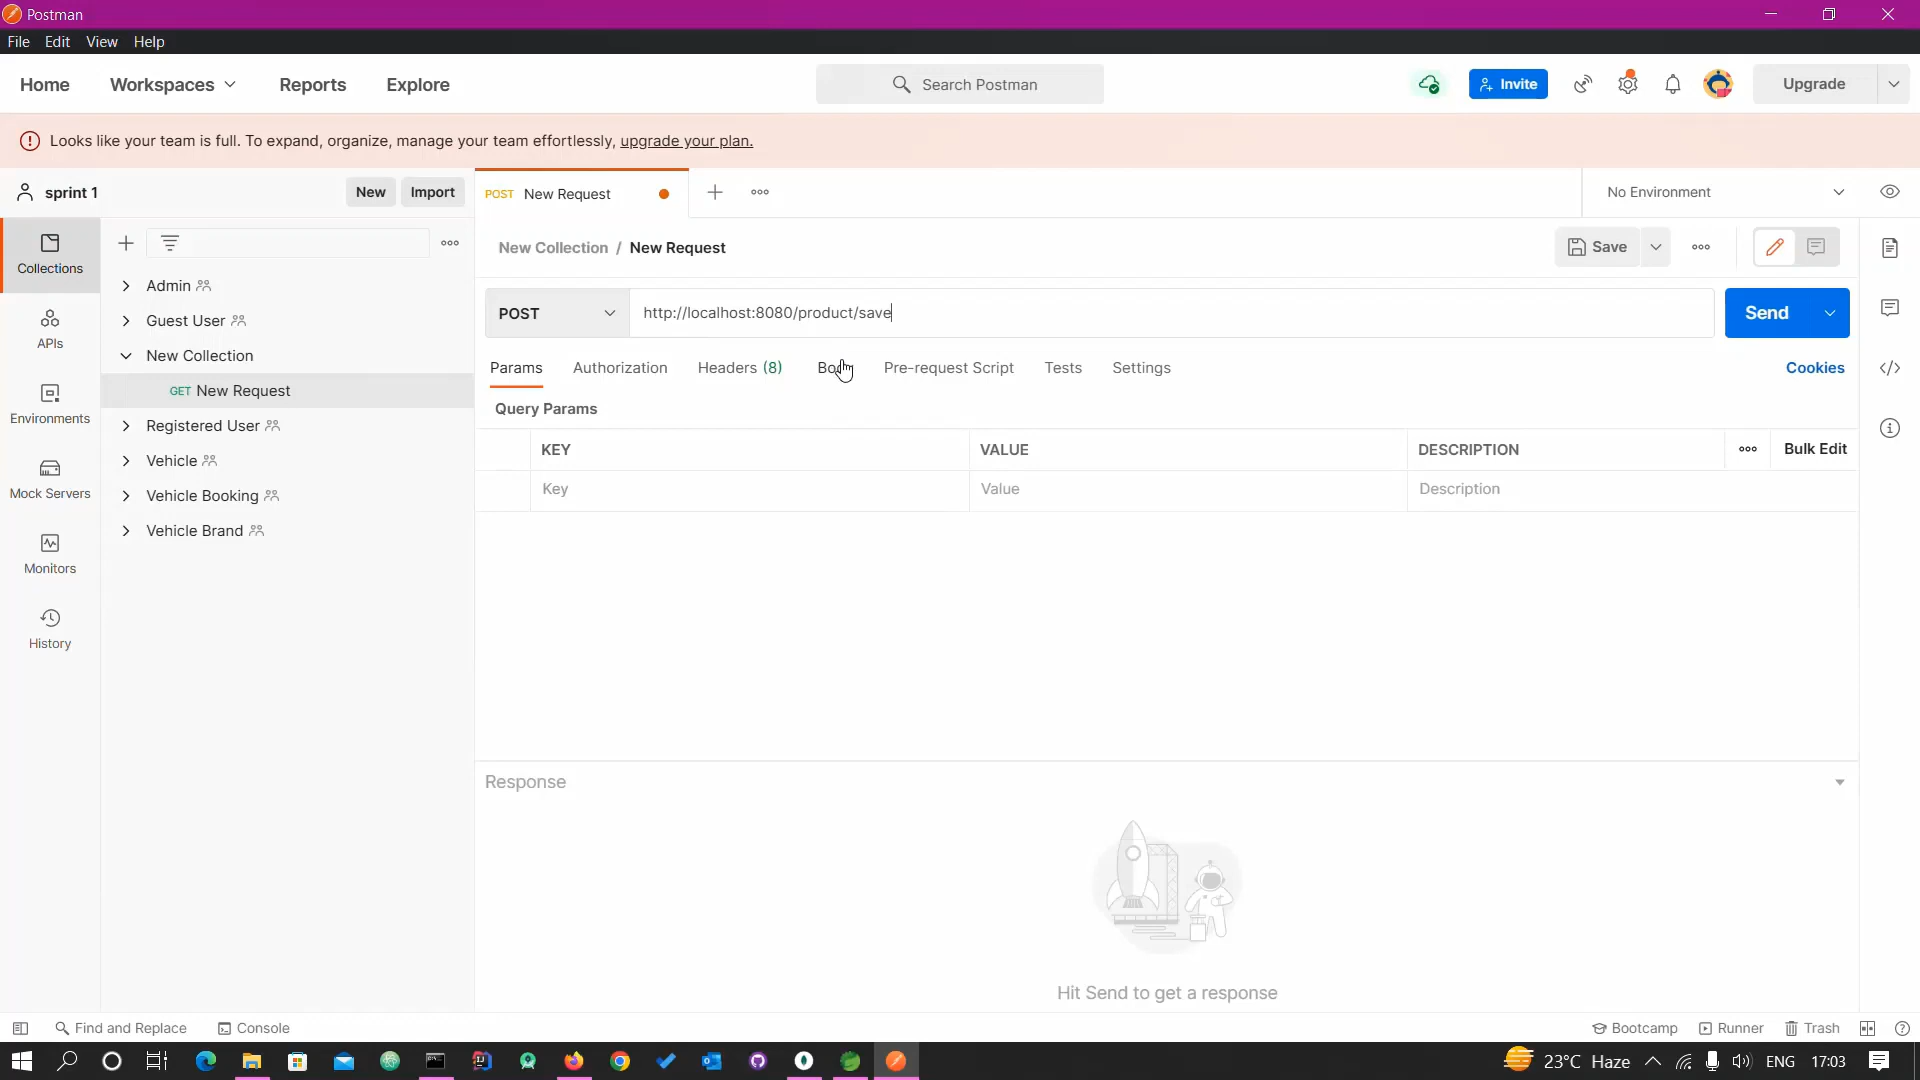 Postman
File Edit View Help
Home Workspaces Reports Explore Search Postman Invite Upgrade
Looks like your team is full. To expand, organize, manage your team effortlessly, upgrade your plan.
sprint 1 New Import POST New Request No Environment
Collections
APIs
Environments
Mock Servers
Monitors
History
Admin
Guest User
New Collection
GET New Request
Registered User
Vehicle
Vehicle Booking
Vehicle Brand
New Collection / New Request Save
POST http://localhost:8080/product/save Send
Params Authorization Headers (8) Pre-request Script Tests Settings Cookies
Query Params
KEY VALUE DESCRIPTION Bulk Edit
Key Value Description
Response
Hit Send to get a response
Find and Replace Console Bootcamp Runner Trash
23°C Haze ENG 17:03